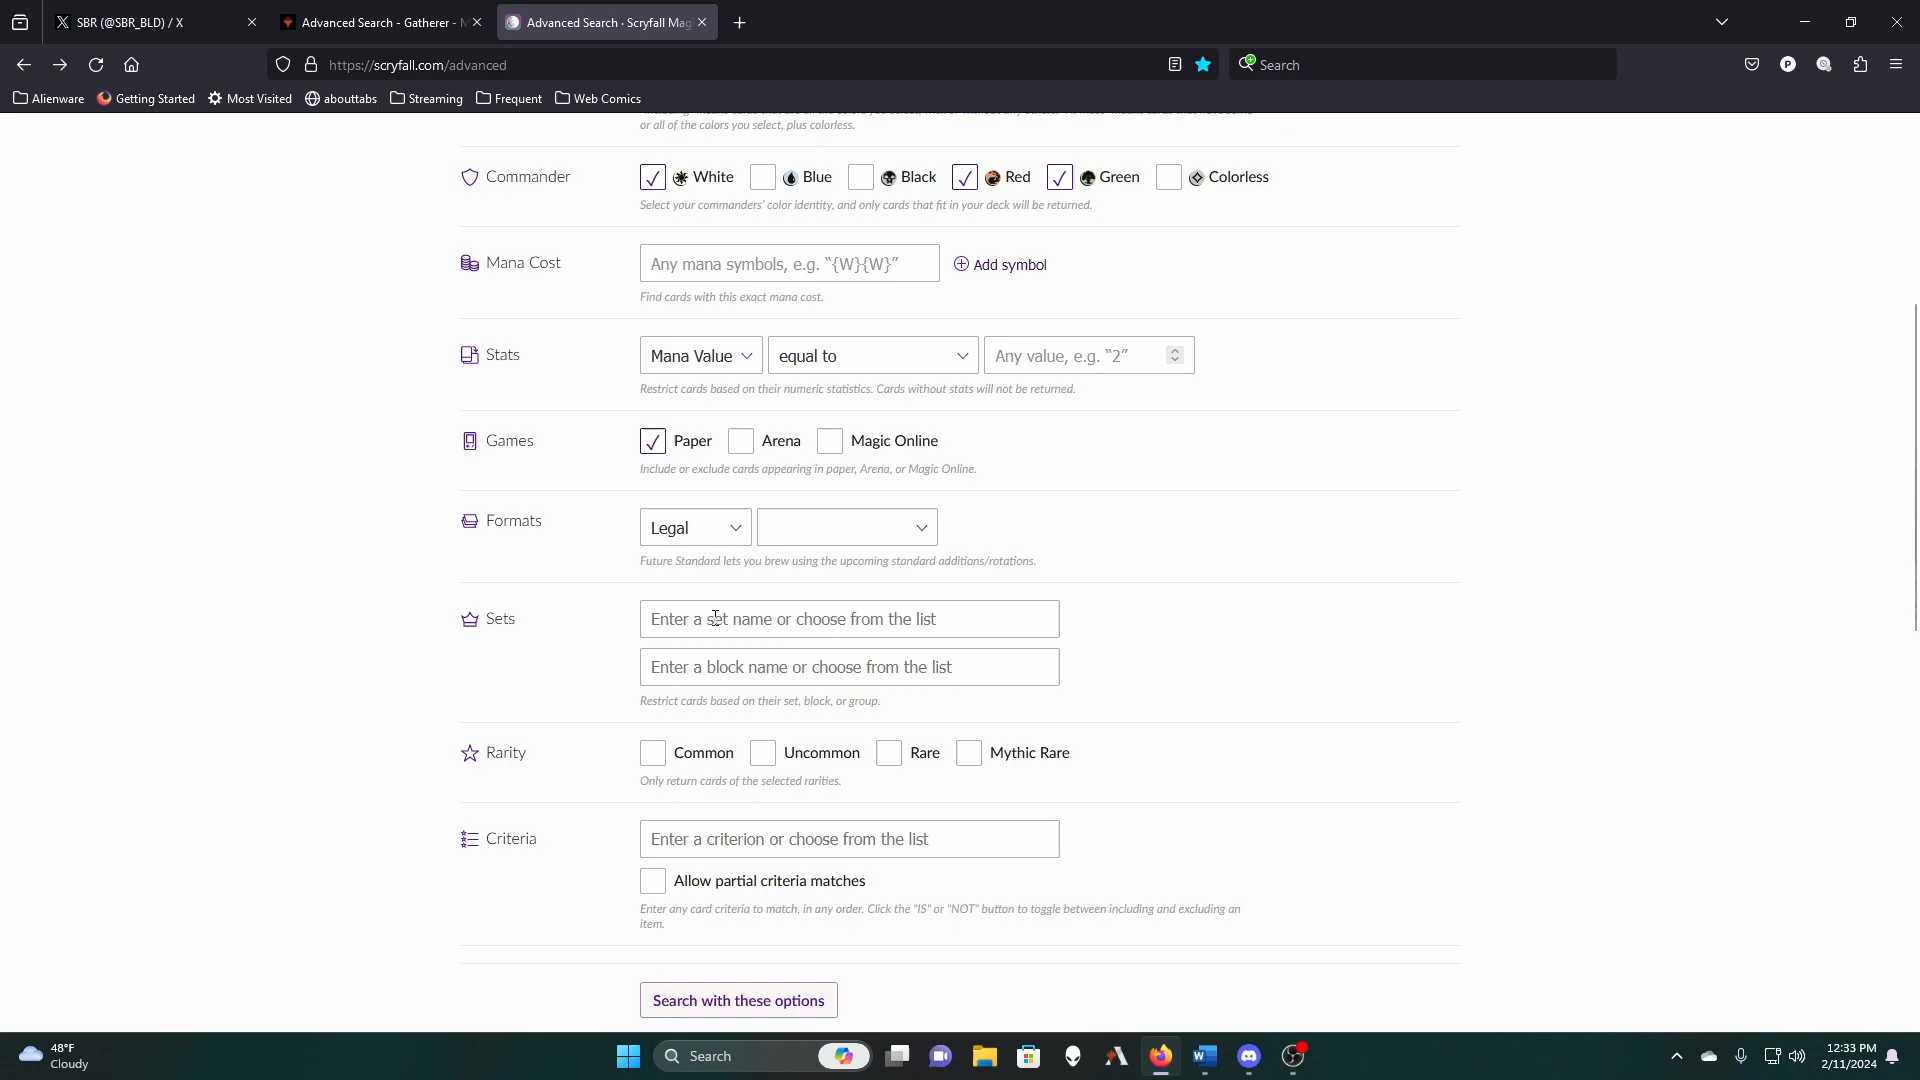 SBR (@SBR_BLD) / X
Advanced Search - Gatherer - M
Advanced Search · Scryfall Mag
https://scryfall.com/advanced
Search
Alienware
Getting Started
Most Visited
abouttabs
Streaming
Frequent
Web Comics
or all of the colors you select, plus colorless.
Commander
White
Blue
Black
Red
Green
Colorless
Select your commanders' color identity, and only cards that fit in your deck will be returned.
Mana Cost
Any mana symbols, e.g. “{W}{W}”
Add symbol
Find cards with this exact mana cost.
Stats
Mana Value
equal to
Any value, e.g. “2”
Restrict cards based on their numeric statistics. Cards without stats will not be returned.
Games
Paper
Arena
Magic Online
Include or exclude cards appearing in paper, Arena, or Magic Online.
Formats
Legal
Future Standard lets you brew using the upcoming standard additions/rotations.
Sets
Enter a set name or choose from the list
Enter a block name or choose from the list
Restrict cards based on their set, block, or group.
Rarity
Common
Uncommon
Rare
Mythic Rare
Only return cards of the selected rarities.
Criteria
Enter a criterion or choose from the list
Allow partial criteria matches
Enter any card criteria to match, in any order. Click the "IS" or "NOT" button to toggle between including and excluding an
item.
Search with these options
48°F
Cloudy
Search
12:33 PM
2/11/2024